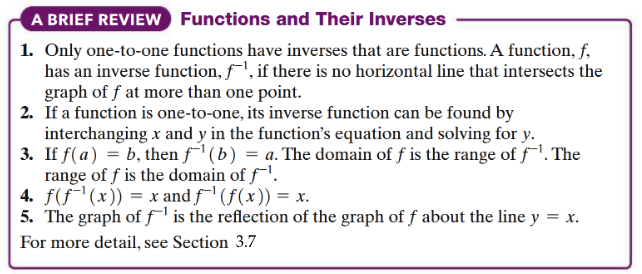 A BRIEF REVIEW Functions and Their Inverses
1. Only one-to-one functions have inverses that are functions. A function, f,
has an inverse function, f⁻¹, if there is no horizontal line that intersects the
graph of f at more than one point.
2. If a function is one-to-one, its inverse function can be found by
interchanging x and y in the function's equation and solving for y.
3. If f(a) = b, then f⁻¹(b) = a. The domain of f is the range of f⁻¹. The
range of f is the domain of f⁻¹.
4. f(f⁻¹(x)) = x and f⁻¹(f(x)) = x.
5. The graph of f⁻¹ is the reflection of the graph of f about the line y = x.
For more detail, see Section 3.7